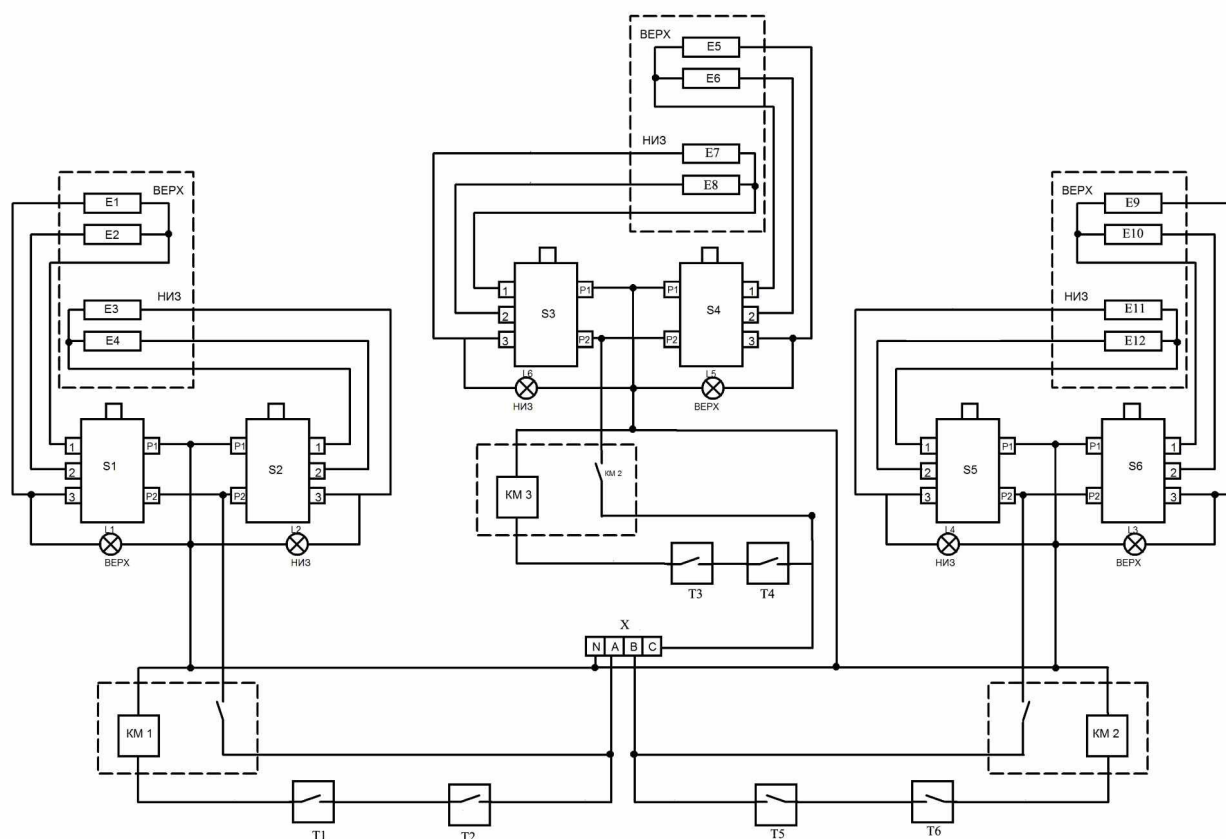 ВЕРХ
E5
E6
НИЗ
E7
E8
ВЕРХ
E1
E2
НИЗ
E3
E4
ВЕРХ
E9
E10
НИЗ
E11
E12
1
2
3
S3
P1
P2
P1
P2
S4
1
2
3
L6
НИЗ
L5
ВЕРХ
1
2
3
S1
P1
P2
P1
P2
S2
1
2
3
L1
ВЕРХ
L2
НИЗ
КМ 3
КМ 2
T3
T4
1
2
3
S5
P1
P2
P1
P2
S6
1
2
3
L4
НИЗ
L3
ВЕРХ
X
N A B C
КМ 1
КМ 2
T1
T2
T5
T6